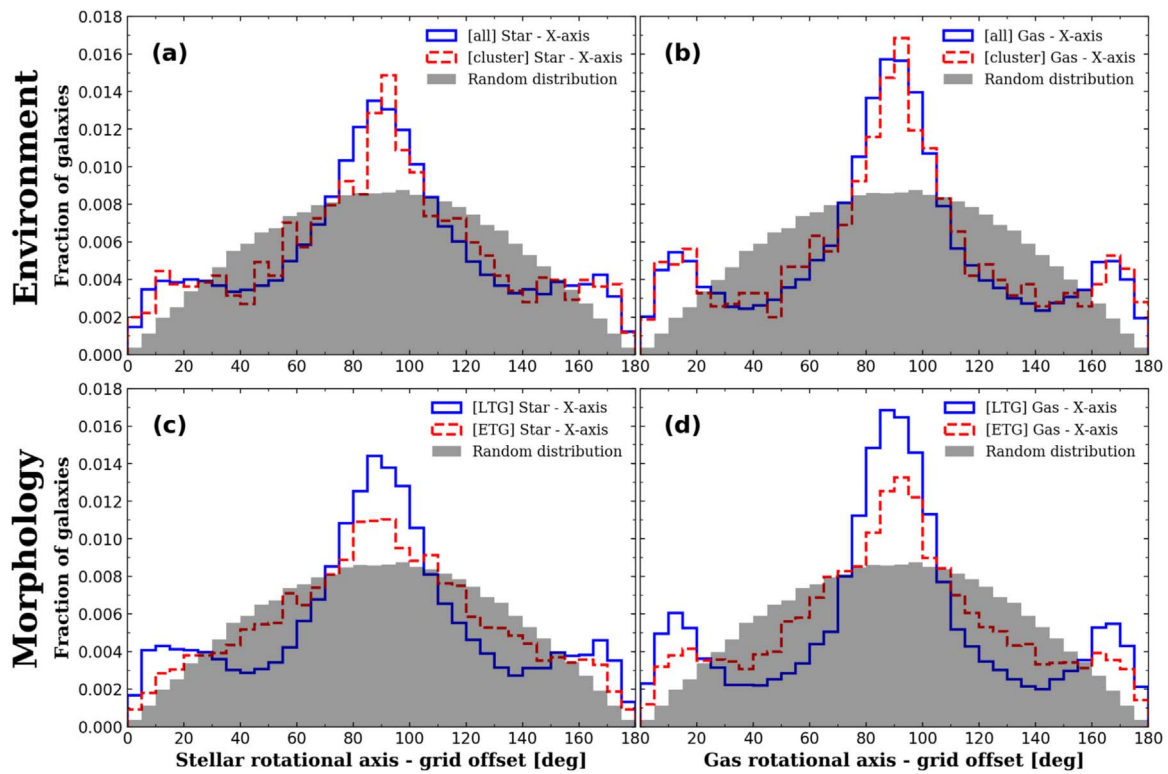 Environment
Fraction of galaxies
0.018
0.016
0.014
0.012
0.010
0.008
0.006
0.004
0.002
0.000
(a)
[all] Star - X-axis
[cluster] Star - X-axis
Random distribution
0 20 40 60 80 100 120 140 160 180
(b)
[all] Gas - X-axis
[cluster] Gas - X-axis
Random distribution
20 40 60 80 100 120 140 160 180
Morphology
Fraction of galaxies
0.018
0.016
0.014
0.012
0.010
0.008
0.006
0.004
0.002
0.000
(c)
[LTG] Star - X-axis
[ETG] Star - X-axis
Random distribution
0 20 40 60 80 100 120 140 160 180
Stellar rotational axis - grid offset [deg]
(d)
[LTG] Gas - X-axis
[ETG] Gas - X-axis
Random distribution
20 40 60 80 100 120 140 160 180
Gas rotational axis - grid offset [deg]